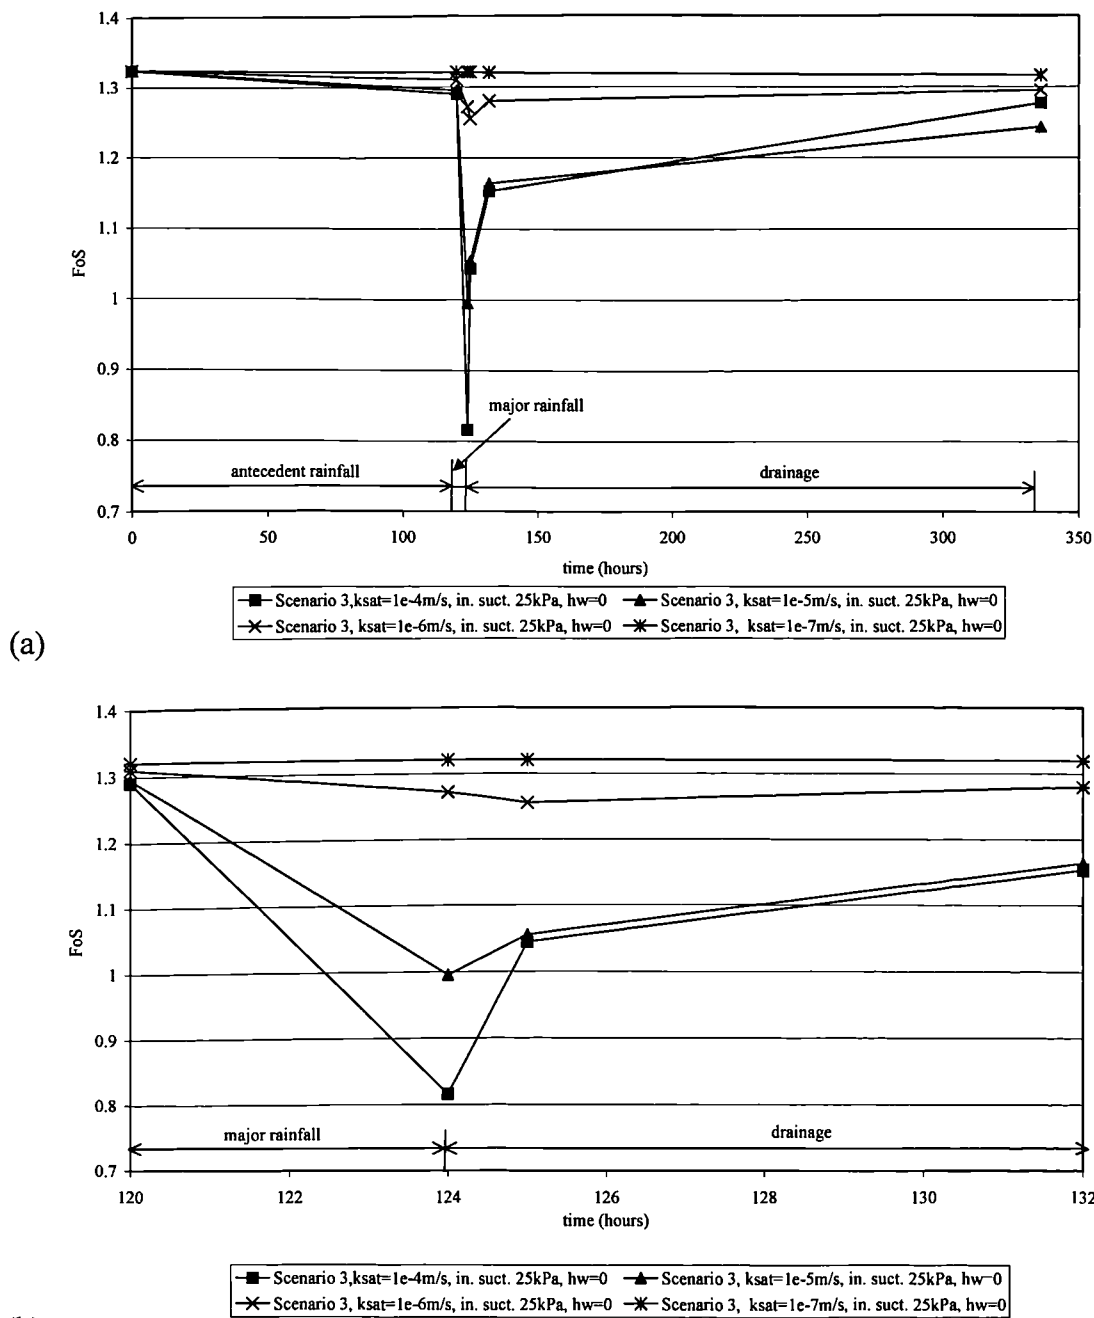 1.4
1.3
1.2
1.1
1
0.9
0.8
0.7
FoS
major rainfall
antecedent rainfall
drainage
0 50 100 150 200 250 300 350
time (hours)
Scenario 3,ksat=1e-4m/s, in. suct. 25kPa, hw=0 Scenario 3, ksat=1e-5m/s, in. suct. 25kPa, hw=0
Scenario 3, ksat=1e-6m/s, in. suct. 25kPa, hw=0 Scenario 3, ksat=1e-7m/s, in. suct. 25kPa, hw=0
(a)
1.4
1.3
1.2
1.1
1
0.9
0.8
0.7
FoS
major rainfall
drainage
120 122 124 126 128 130 132
time (hours)
Scenario 3,ksat=1e-4m/s, in. suct. 25kPa, hw=0 Scenario 3, ksat=1e-5m/s, in. suct. 25kPa, hw=0
Scenario 3, ksat=1e-6m/s, in. suct. 25kPa, hw=0 Scenario 3, ksat=1e-7m/s, in. suct. 25kPa, hw=0